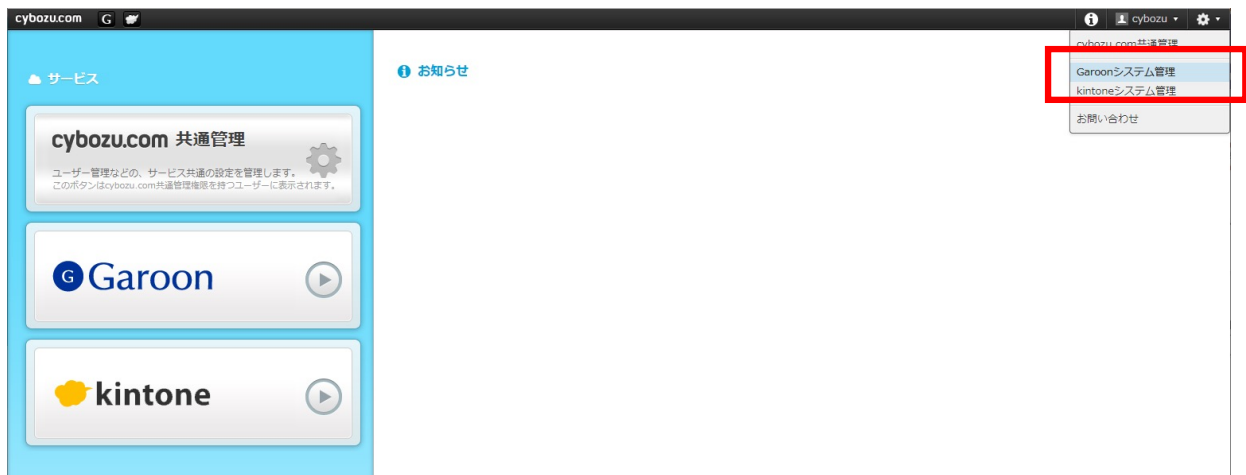 cybozu.com G
cybozu
cybozu.com共通管理
Garoonシステム管理
kintoneシステム管理
お問い合わせ
サービス
cybozu.com 共通管理
ユーザー管理などの、サービス共通の設定を管理します。
このボタンはcybozu.com共通管理権限を持つユーザーに表示されます。
G Garoon
kintone
お知らせ